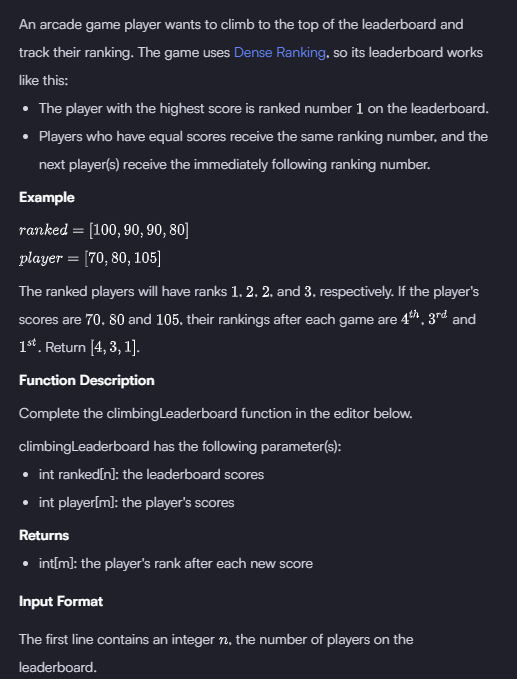 An arcade game player wants to climb to the top of the leaderboard and
track their ranking. The game uses Dense Ranking, so its leaderboard works
like this:
• The player with the highest score is ranked number 1 on the leaderboard.
• Players who have equal scores receive the same ranking number, and the
next player(s) receive the immediately following ranking number.
Example
ranked = [100, 90, 90, 80]
player = [70, 80, 105]
The ranked players will have ranks 1, 2, 2, and 3, respectively. If the player's
scores are 70, 80 and 105, their rankings after each game are 4th, 3rd and
1st. Return [4, 3, 1].
Function Description
Complete the climbingLeaderboard function in the editor below.
climbingLeaderboard has the following parameter(s):
• int ranked[n]: the leaderboard scores
• int player[m]: the player's scores
Returns
• int[m]: the player's rank after each new score
Input Format
The first line contains an integer n, the number of players on the
leaderboard.